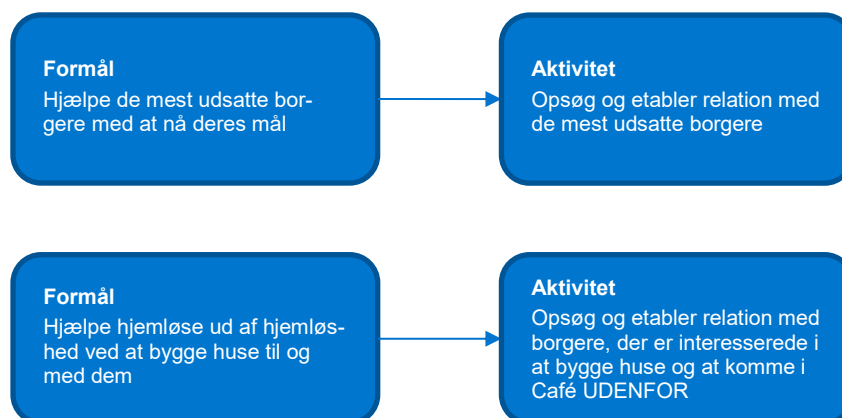 Formål
Hjælpe de mest udsatte bor-
gere med at nå deres mål
Aktivitet
Opsøg og etabler relation med
de mest udsatte borgere
Formål
Hjælpe hjemløse ud af hjemløs-
hed ved at bygge huse til og
med dem
Aktivitet
Opsøg og etabler relation med
borgere, der er interesserede i
at bygge huse og at komme i
Café UDENFOR